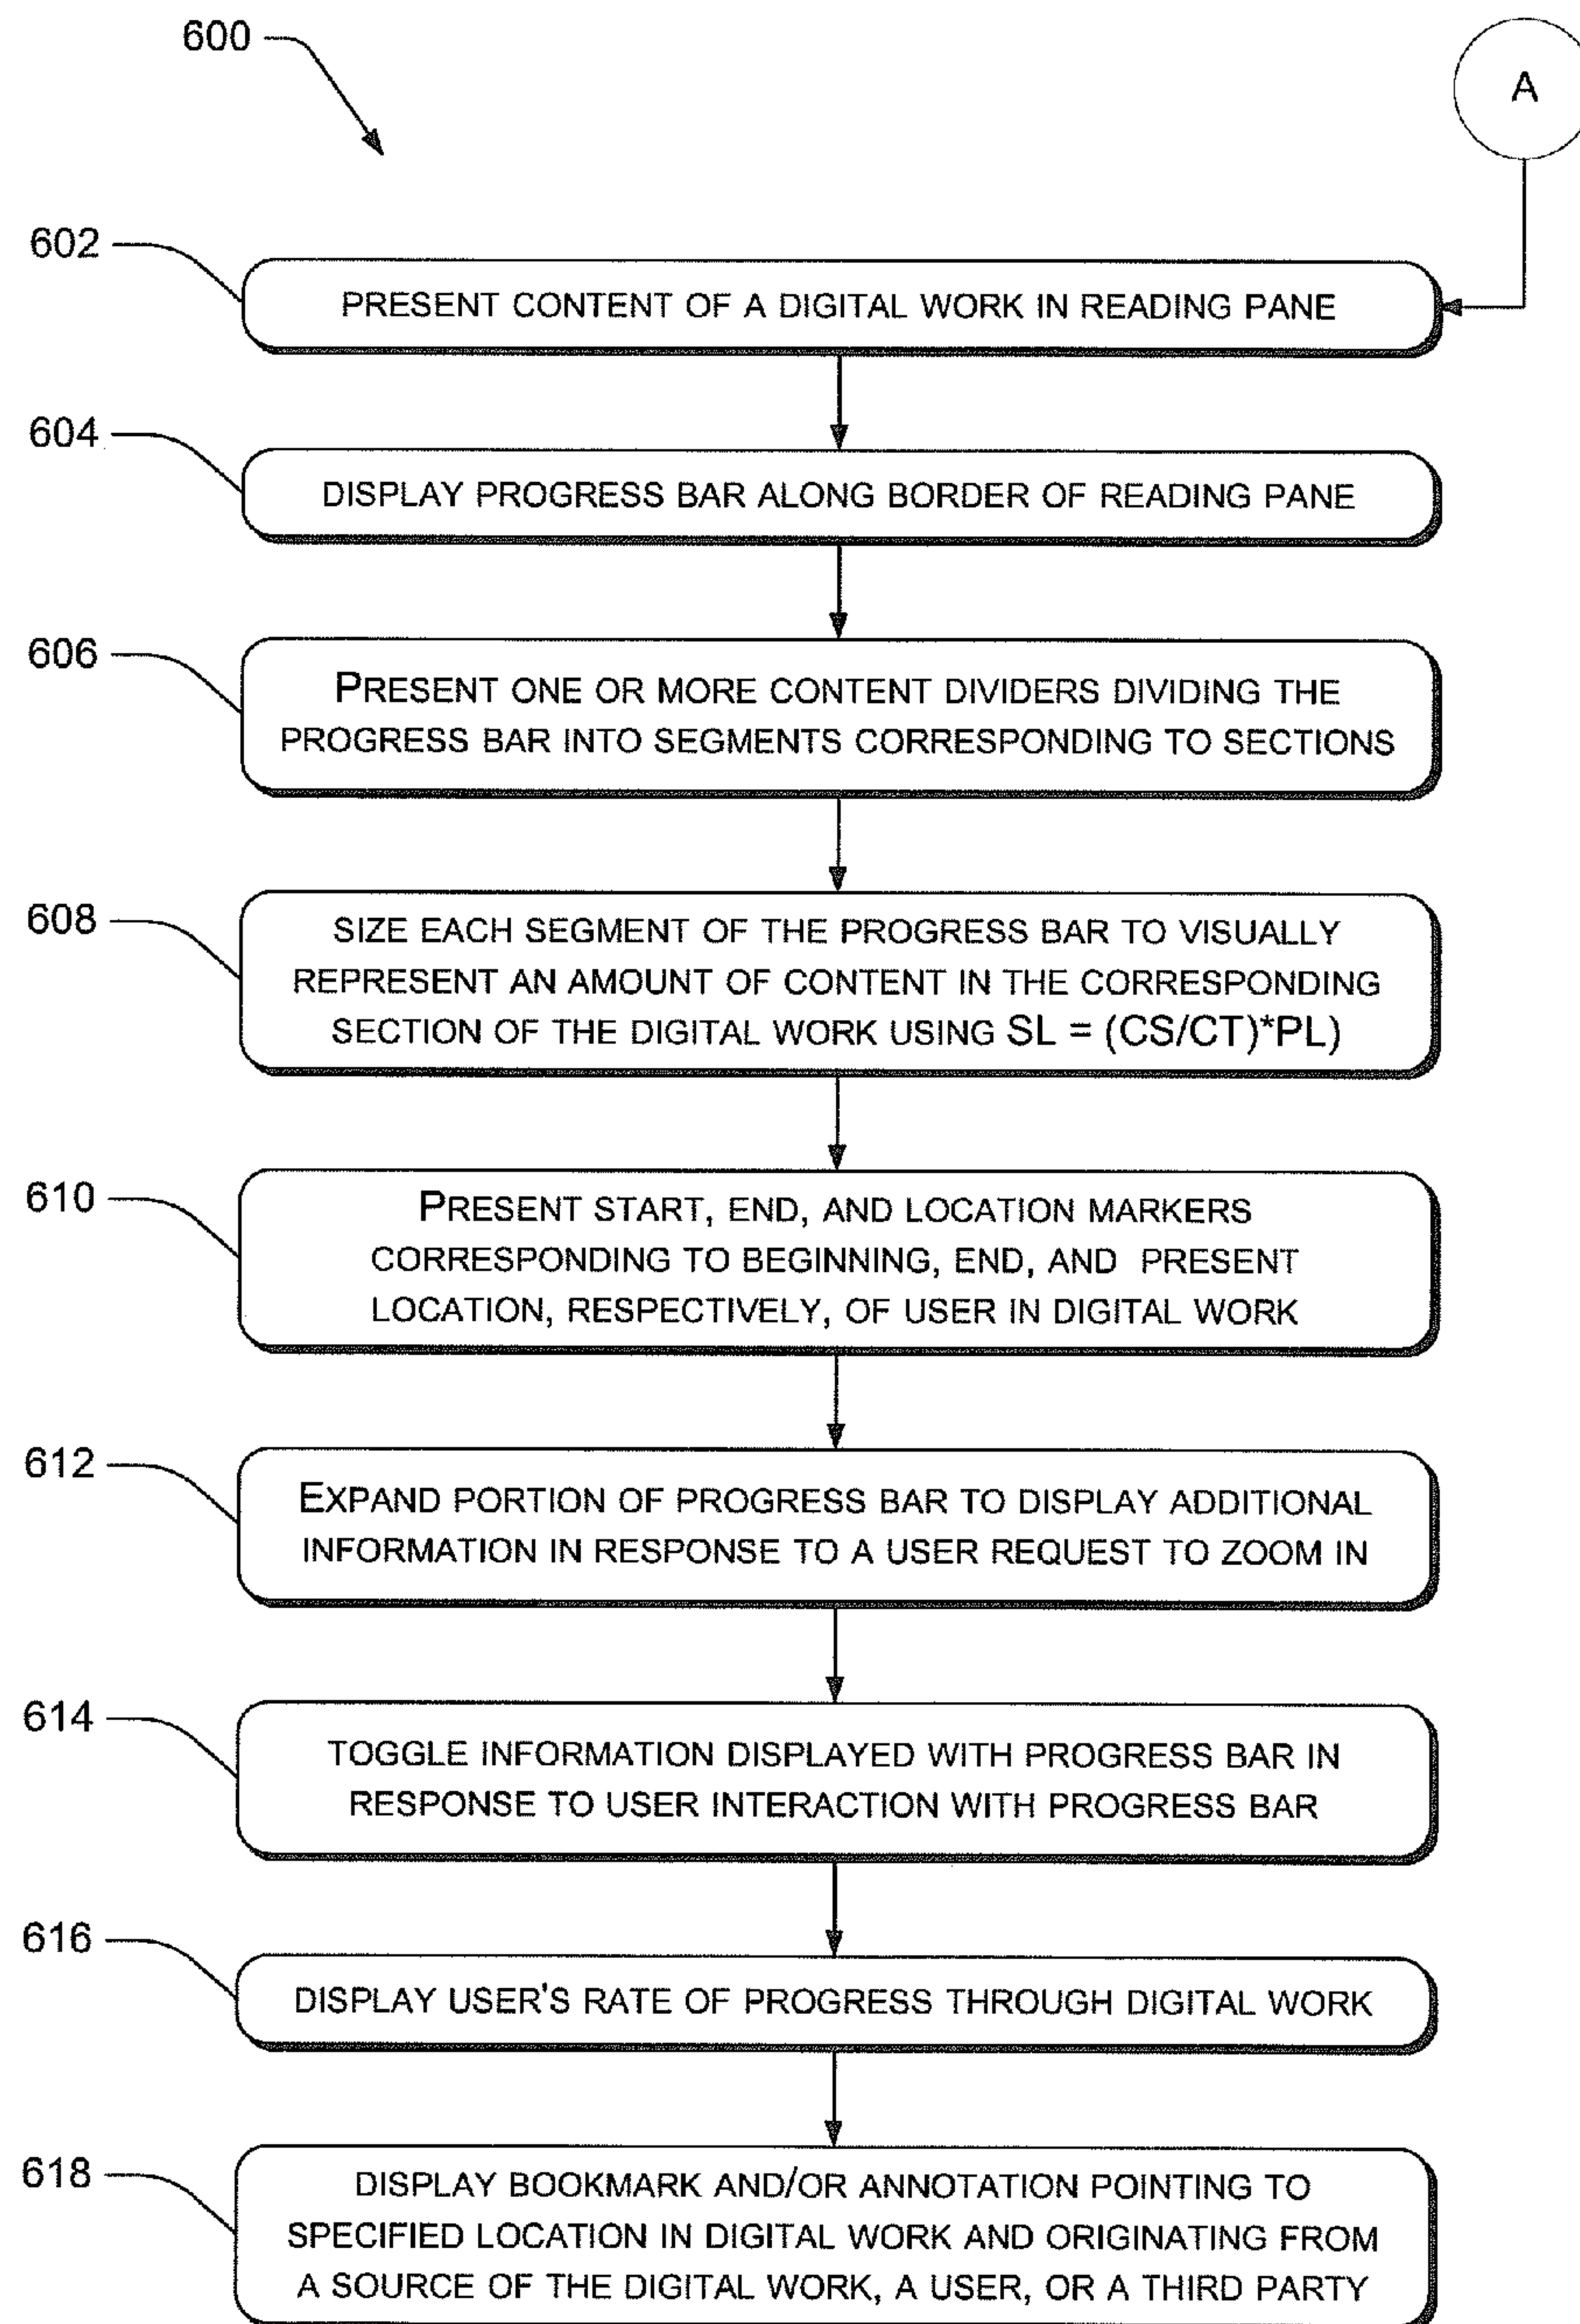 600
A
602
PRESENT CONTENT OF A DIGITAL WORK IN READING PANE
604
DISPLAY PROGRESS BAR ALONG BORDER OF READING PANE
606
PRESENT ONE OR MORE CONTENT DIVIDERS DIVIDING THE
PROGRESS BAR INTO SEGMENTS CORRESPONDING TO SECTIONS
608
SIZE EACH SEGMENT OF THE PROGRESS BAR TO VISUALLY
REPRESENT AN AMOUNT OF CONTENT IN THE CORRESPONDING
SECTION OF THE DIGITAL WORK USING SL = (CS/CT)*PL)
610
PRESENT START, END, AND LOCATION MARKERS
CORRESPONDING TO BEGINNING, END, AND PRESENT
LOCATION, RESPECTIVELY, OF USER IN DIGITAL WORK
612
EXPAND PORTION OF PROGRESS BAR TO DISPLAY ADDITIONAL
INFORMATION IN RESPONSE TO A USER REQUEST TO ZOOM IN
614
TOGGLE INFORMATION DISPLAYED WITH PROGRESS BAR IN
RESPONSE TO USER INTERACTION WITH PROGRESS BAR
616
DISPLAY USER'S RATE OF PROGRESS THROUGH DIGITAL WORK
618
DISPLAY BOOKMARK AND/OR ANNOTATION POINTING TO
SPECIFIED LOCATION IN DIGITAL WORK AND ORIGINATING FROM
A SOURCE OF THE DIGITAL WORK, A USER, OR A THIRD PARTY